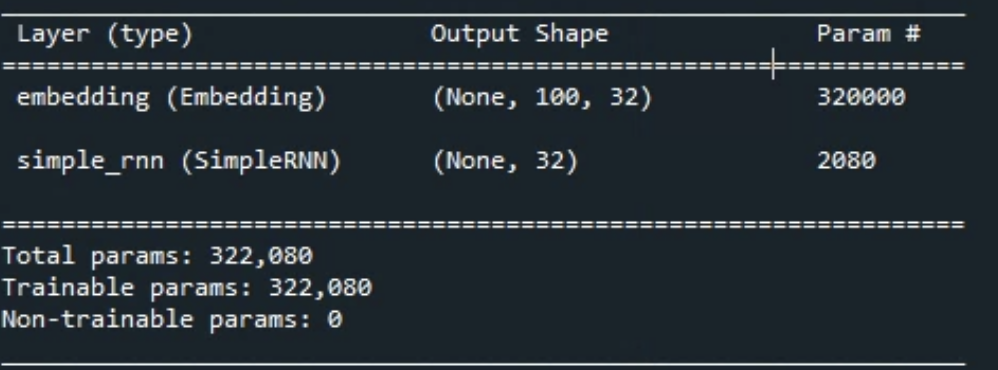 Layer (type) Output Shape Param #
=================================================================
embedding (Embedding) (None, 100, 32) 320000
simple_rnn (SimpleRNN) (None, 32) 2080
=================================================================
Total params: 322,080
Trainable params: 322,080
Non-trainable params: 0